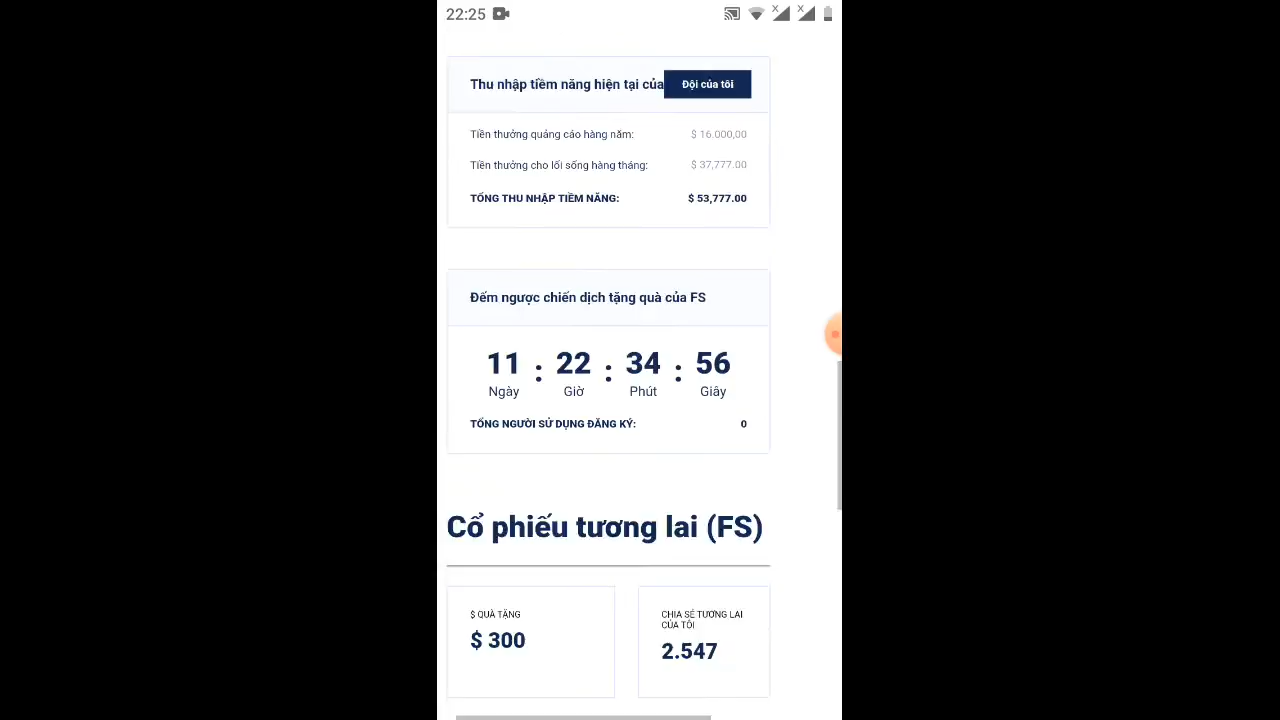 22:25
Thu nhập tiềm năng hiện tại của
Đội của tôi
Tiền thưởng quảng cáo hàng năm: $ 16.000,00
Tiền thưởng cho lối sống hàng tháng: $ 37,777.00
TỔNG THU NHẬP TIỀM NĂNG: $ 53,777.00
Đếm ngược chiến dịch tặng quà của FS
11 : 22 : 34 : 56
Ngày Giờ Phút Giây
TỔNG NGƯỜI SỬ DỤNG ĐĂNG KÝ: 0
Cổ phiếu tương lai (FS)
$ QUÀ TẶNG
$ 300
CHIA SẺ TƯƠNG LAI
CỦA TÔI
2.547